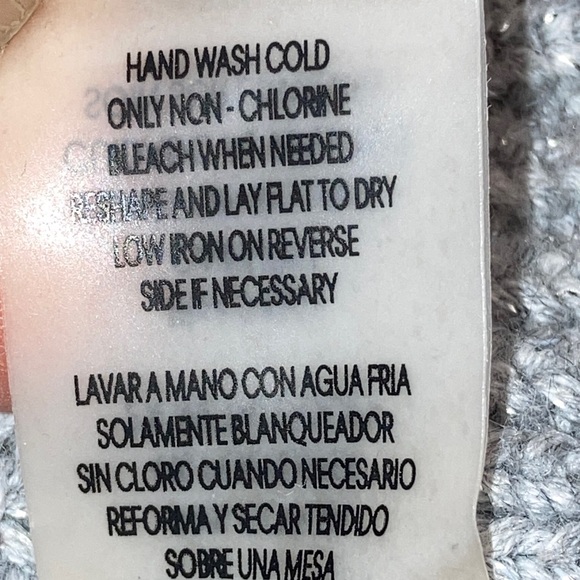 HAND WASH COLD
ONLY NON - CHLORINE
BLEACH WHEN NEEDED
RESHAPE AND LAY FLAT TO DRY
LOW IRON ON REVERSE
SIDE IF NECESSARY
LAVAR A MANO CON AGUA FRIA
SOLAMENTE BLANQUEADOR
SIN CLORO CUANDO NECESARIO
REFORMA Y SECAR TENDIDO
SOBRE UNA MESA